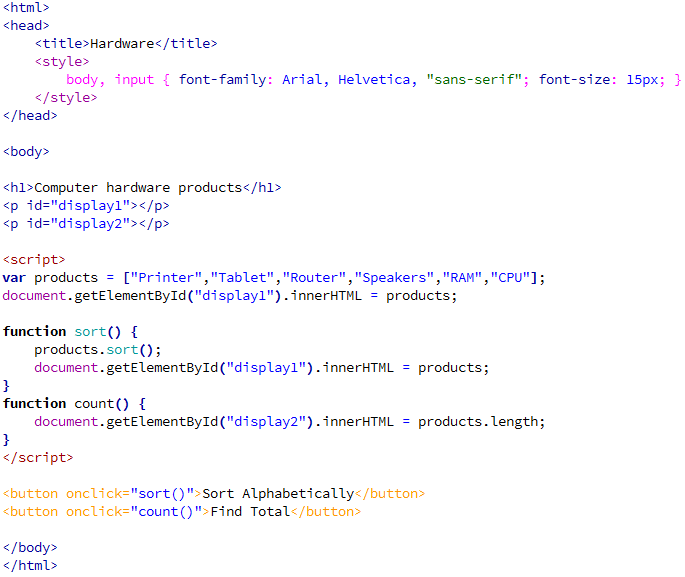 <html>
<head>
    <title>Hardware</title>
    <style>
        body, input { font-family: Arial, Helvetica, "sans-serif"; font-size: 15px; }
    </style>
</head>

<body>

<h1>Computer hardware products</h1>
<p id="display1"></p>
<p id="display2"></p>

<script>
var products = ["Printer","Tablet","Router","Speakers","RAM","CPU"];
document.getElementById("display1").innerHTML = products;

function sort() {
    products.sort();
    document.getElementById("display1").innerHTML = products;
}
function count() {
    document.getElementById("display2").innerHTML = products.length;
}
</script>

<button onclick="sort()">Sort Alphabetically</button>
<button onclick="count()">Find Total</button>

</body>
</html>